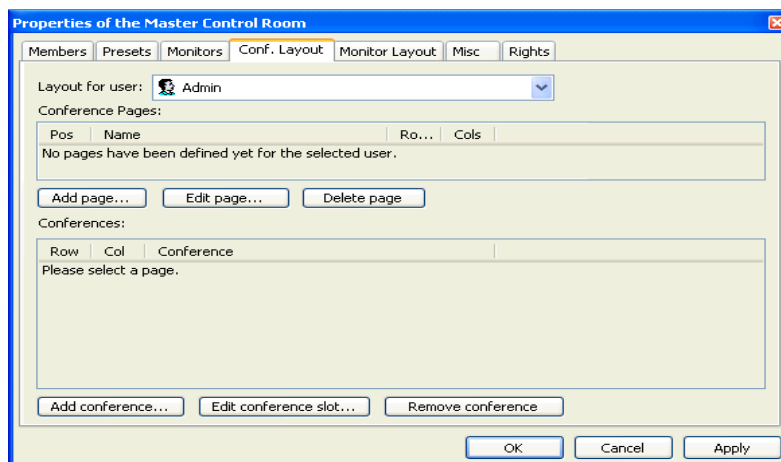 Properties of the Master Control Room
Members Presets Monitors Conf. Layout Monitor Layout Misc Rights
Layout for user: Admin
Conference Pages:
Pos Name Ro... Cols
No pages have been defined yet for the selected user.
Add page... Edit page... Delete page
Conferences:
Row Col Conference
Please select a page.
Add conference... Edit conference slot... Remove conference
OK Cancel Apply